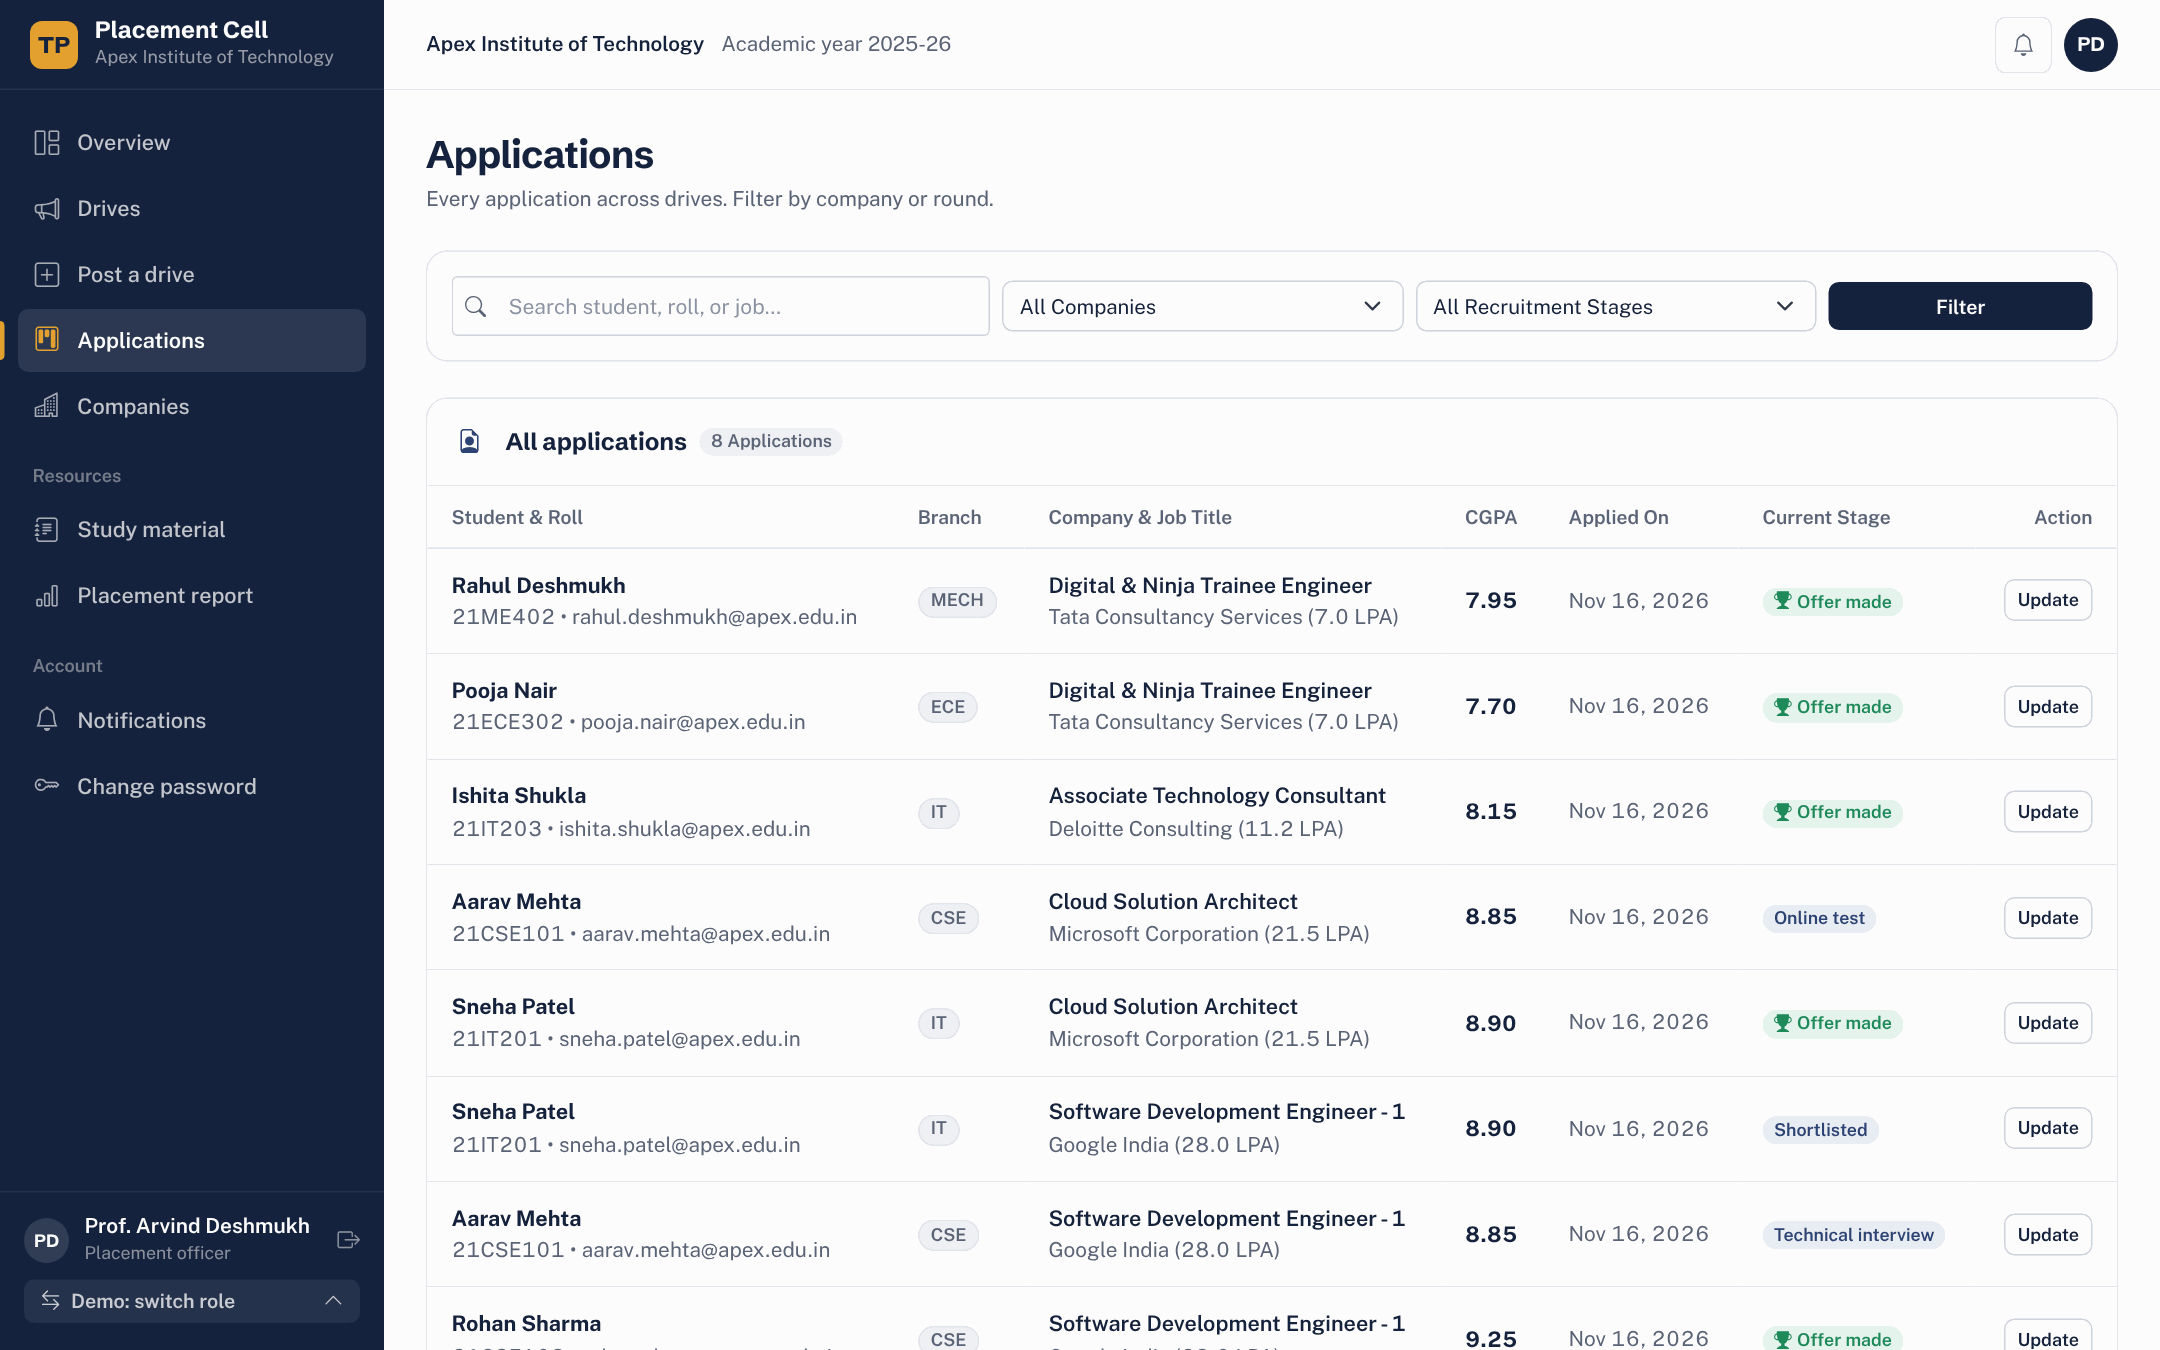 TP
Placement Cell
Apex Institute of Technology
Overview
Drives
Post a drive
Applications
Companies
Resources
Study material
Placement report
Account
Notifications
Change password
PD
Prof. Arvind Deshmukh
Placement officer
Demo: switch role
Apex Institute of Technology Academic year 2025-26
PD
Applications
Every application across drives. Filter by company or round.
Search student, roll, or job...
All Companies
All Recruitment Stages
Filter
All applications 8 Applications
Student & Roll Branch Company & Job Title CGPA Applied On Current Stage Action
Rahul Deshmukh
21ME402 • rahul.deshmukh@apex.edu.in
MECH
Digital & Ninja Trainee Engineer
Tata Consultancy Services (7.0 LPA)
7.95
Nov 16, 2026
Offer made
Update
Pooja Nair
21ECE302 • pooja.nair@apex.edu.in
ECE
Digital & Ninja Trainee Engineer
Tata Consultancy Services (7.0 LPA)
7.70
Nov 16, 2026
Offer made
Update
Ishita Shukla
21IT203 • ishita.shukla@apex.edu.in
IT
Associate Technology Consultant
Deloitte Consulting (11.2 LPA)
8.15
Nov 16, 2026
Offer made
Update
Aarav Mehta
21CSE101 • aarav.mehta@apex.edu.in
CSE
Cloud Solution Architect
Microsoft Corporation (21.5 LPA)
8.85
Nov 16, 2026
Online test
Update
Sneha Patel
21IT201 • sneha.patel@apex.edu.in
IT
Cloud Solution Architect
Microsoft Corporation (21.5 LPA)
8.90
Nov 16, 2026
Offer made
Update
Sneha Patel
21IT201 • sneha.patel@apex.edu.in
IT
Software Development Engineer - 1
Google India (28.0 LPA)
8.90
Nov 16, 2026
Shortlisted
Update
Aarav Mehta
21CSE101 • aarav.mehta@apex.edu.in
CSE
Software Development Engineer - 1
Google India (28.0 LPA)
8.85
Nov 16, 2026
Technical interview
Update
Rohan Sharma
CSE
Software Development Engineer - 1
9.25
Nov 16, 2026
Offer made
Update